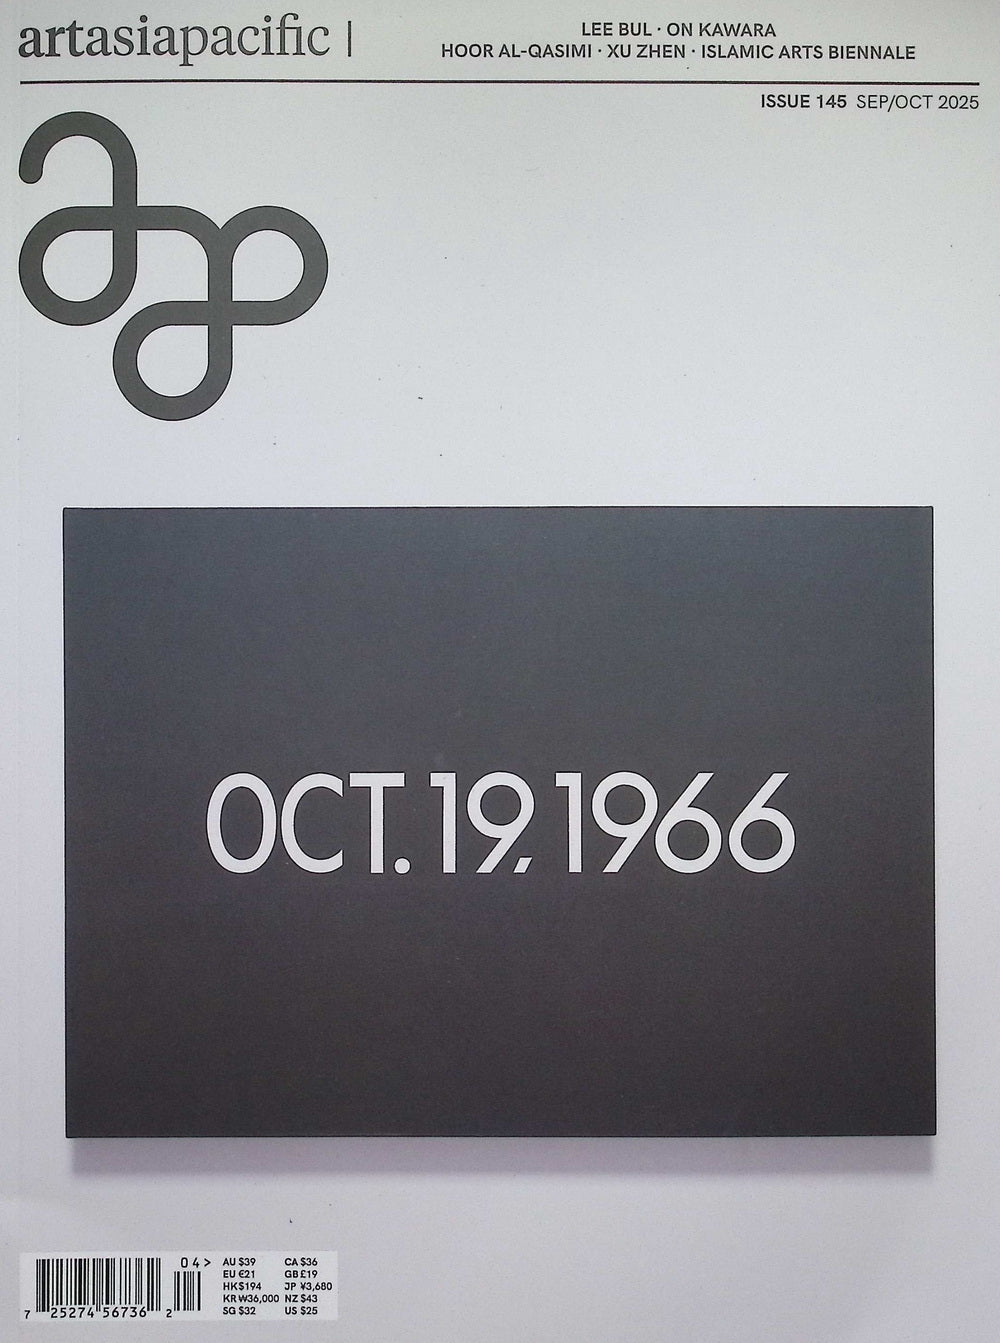 artasiapacific |
LEE BUL · ON KAWARA
HOOR AL-QASIMI · XU ZHEN · ISLAMIC ARTS BIENNALE
ISSUE 145 SEP/OCT 2025
aap
OCT.19,1966
04>
7 25274 56736 2
AU $39 CA $36
EU €21 GB £19
HK $194 JP ¥3,680
KR ₩36,000 NZ $43
SG $32 US $25